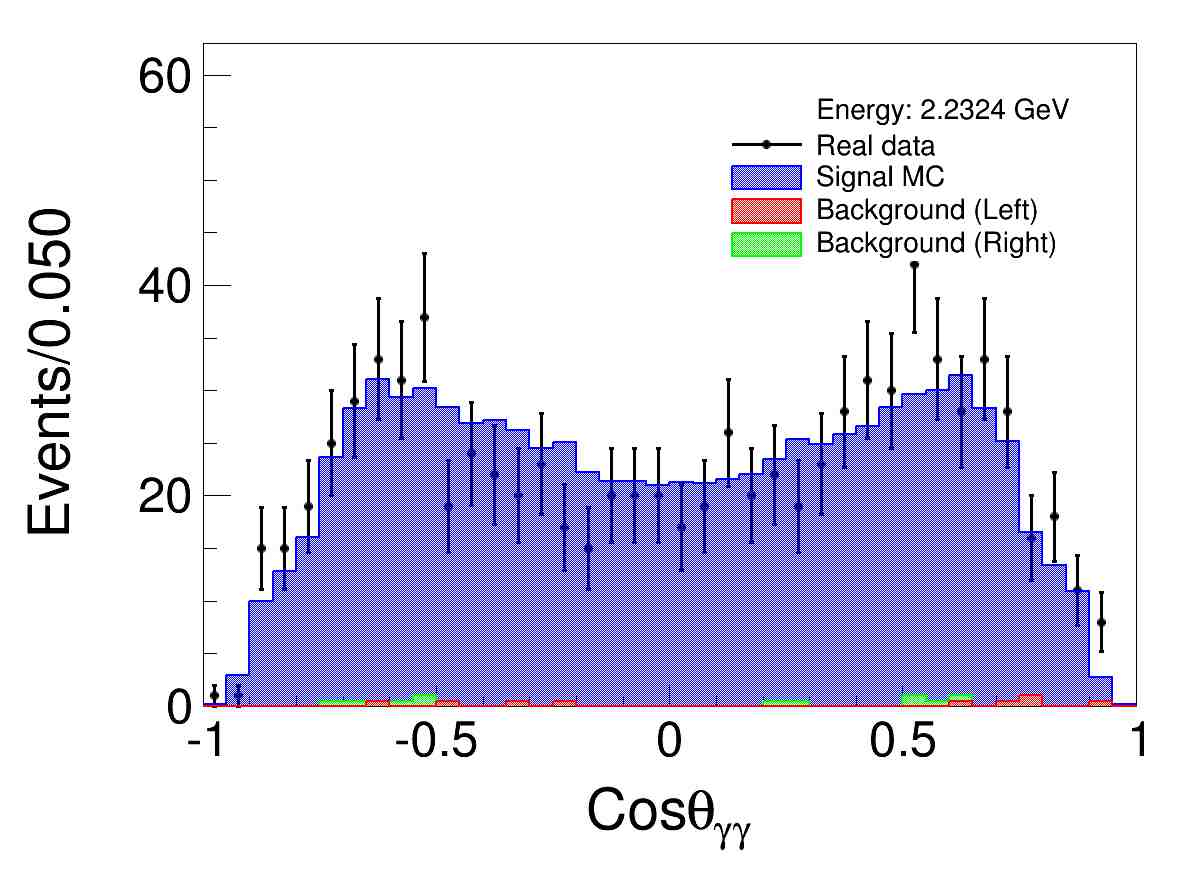 60
40
20
0
Events/0.050
Energy: 2.2324 GeV
Real data
Signal MC
Background (Left)
Background (Right)
-1
-0.5
0
0.5
1
Cosθγγ